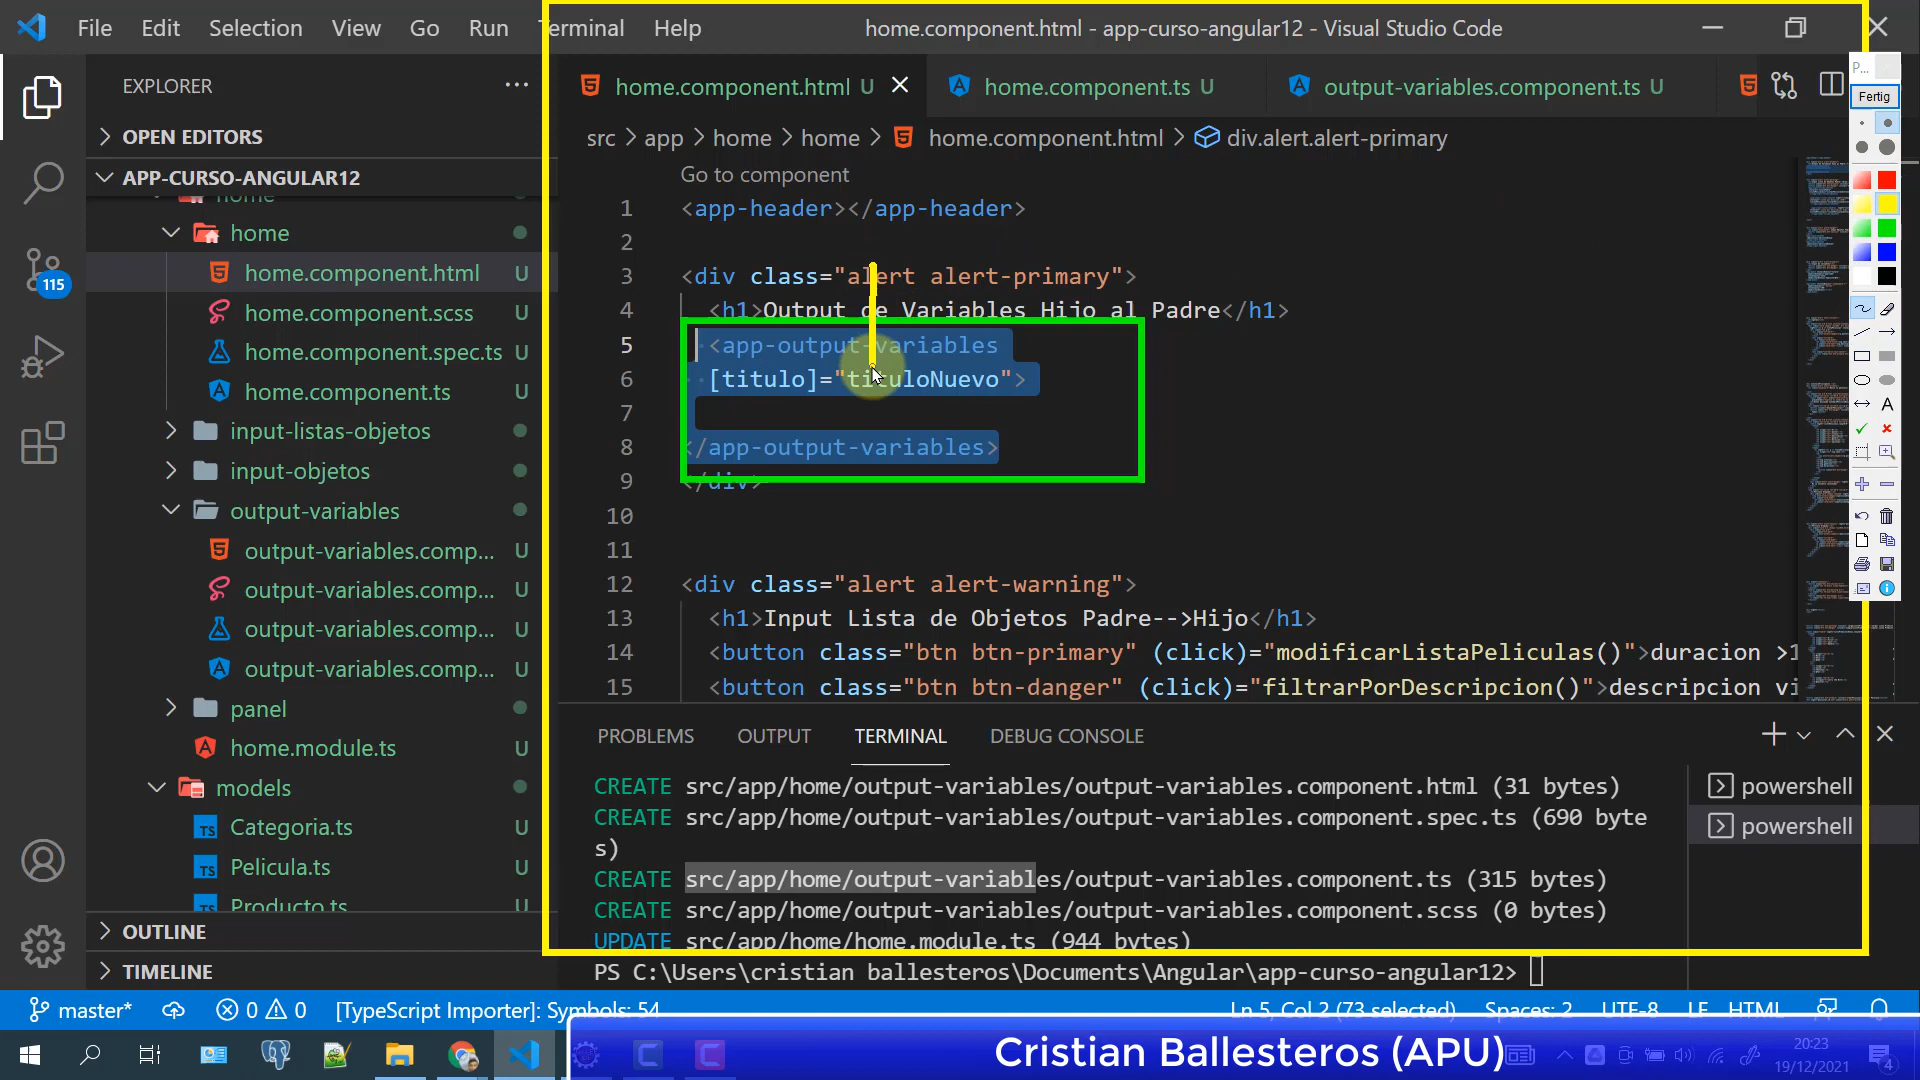 File Edit Selection View Go Run Terminal Help
home.component.html - app-curso-angular12 - Visual Studio Code
P...
Fertig
EXPLORER
OPEN EDITORS
APP-CURSO-ANGULAR12
home
home
home.component.html U
home.component.scss U
home.component.spec.ts U
home.component.ts U
input-listas-objetos
input-objetos
output-variables
output-variables.comp... U
output-variables.comp... U
output-variables.comp... U
output-variables.comp... U
panel
home.module.ts U
models
Categoria.ts U
Pelicula.ts U
Producto.ts U
OUTLINE
TIMELINE
115
home.component.html U
home.component.ts U
output-variables.component.ts U
src > app > home > home > home.component.html > div.alert.alert-primary
Go to component
1 <app-header></app-header>
2
3 <div class="alert alert-primary">
4 <h1>Output de Variables Hijo al Padre</h1>
5 <app-output-variables
6 [titulo]="tituloNuevo">
7
8 </app-output-variables>
9 </div>
10
11
12 <div class="alert alert-warning">
13 <h1>Input Lista de Objetos Padre-->Hijo</h1>
14 <button class="btn btn-primary" (click)="modificarListaPeliculas()">duracion >1
15 <button class="btn btn-danger" (click)="filtrarPorDescripcion()">descripcion vi
PROBLEMS OUTPUT TERMINAL DEBUG CONSOLE
CREATE src/app/home/output-variables/output-variables.component.html (31 bytes)
CREATE src/app/home/output-variables/output-variables.component.spec.ts (690 byte
s)
CREATE src/app/home/output-variables/output-variables.component.ts (315 bytes)
CREATE src/app/home/output-variables/output-variables.component.scss (0 bytes)
UPDATE src/app/home/home.module.ts (944 bytes)
PS C:\Users\cristian ballesteros\Documents\Angular\app-curso-angular12>
powershell
powershell
master* 0 0 [TypeScript Importer]: Symbols: 54
Ln 5, Col 2 (73 selected) Spaces: 2 UTF-8 LF HTML
Cristian Ballesteros (APU)
20:23
19/12/2021
4